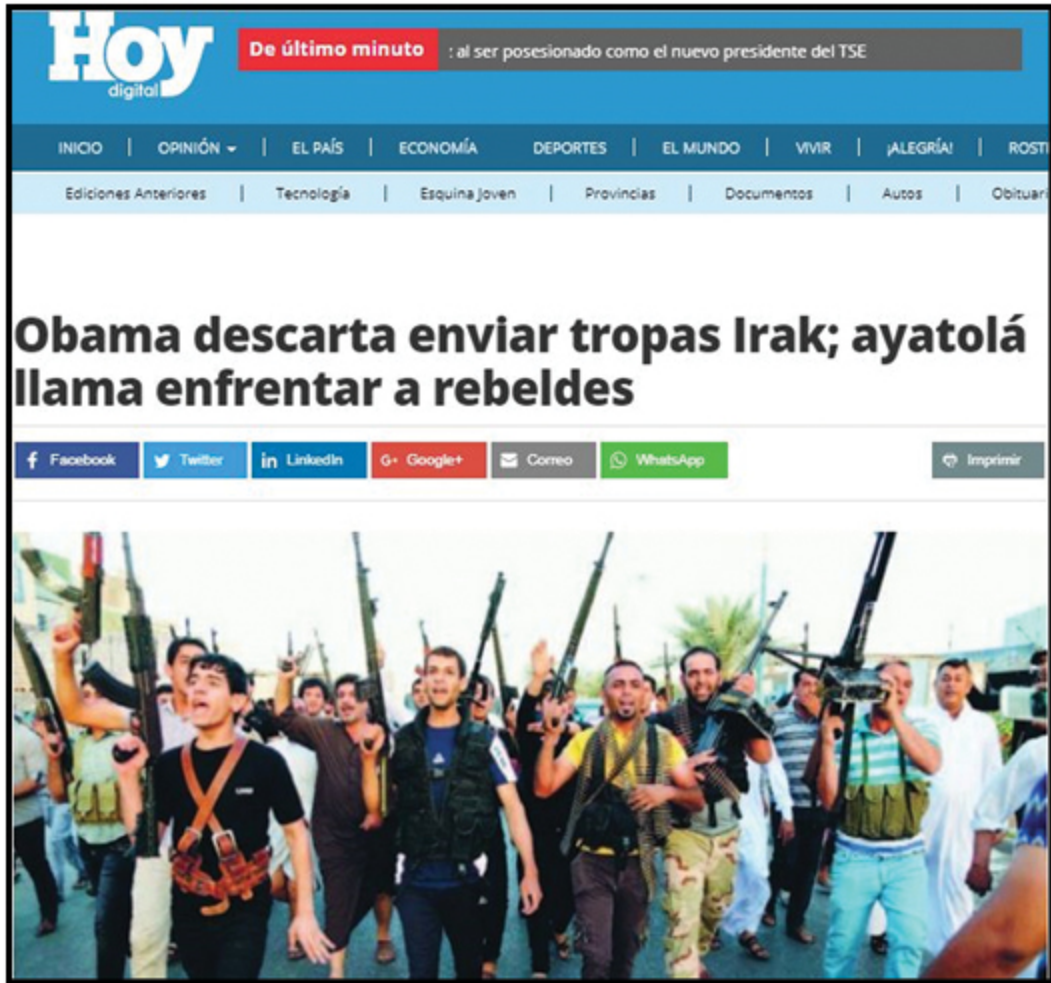 Hoy
digital
De último minuto : al ser posesionado como el nuevo presidente del TSE
INICIO | OPINIÓN | EL PAÍS | ECONOMÍA DEPORTES | EL MUNDO | VIVIR | ¡ALEGRÍA! | ROSTI
Ediciones Anteriores | Tecnología | Esquina Joven | Provincias | Documentos | Autos | Obituari
Obama descarta enviar tropas Irak; ayatolá
llama enfrentar a rebeldes
Facebook Twitter in LinkedIn G+ Google+ Correo WhatsApp Imprimir